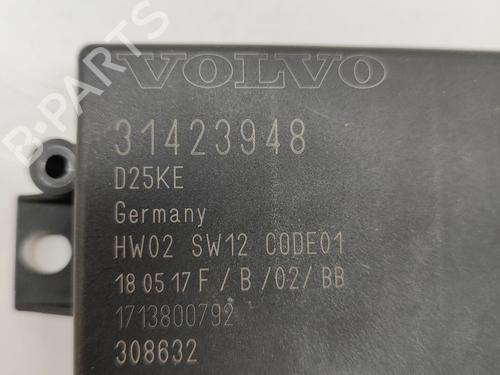 VOLVO
31423948
D25KE
Germany
HW02 SW12 CODE01
18 05 17 F / B / 02 / BB
1713800792
308632
B-PARTS